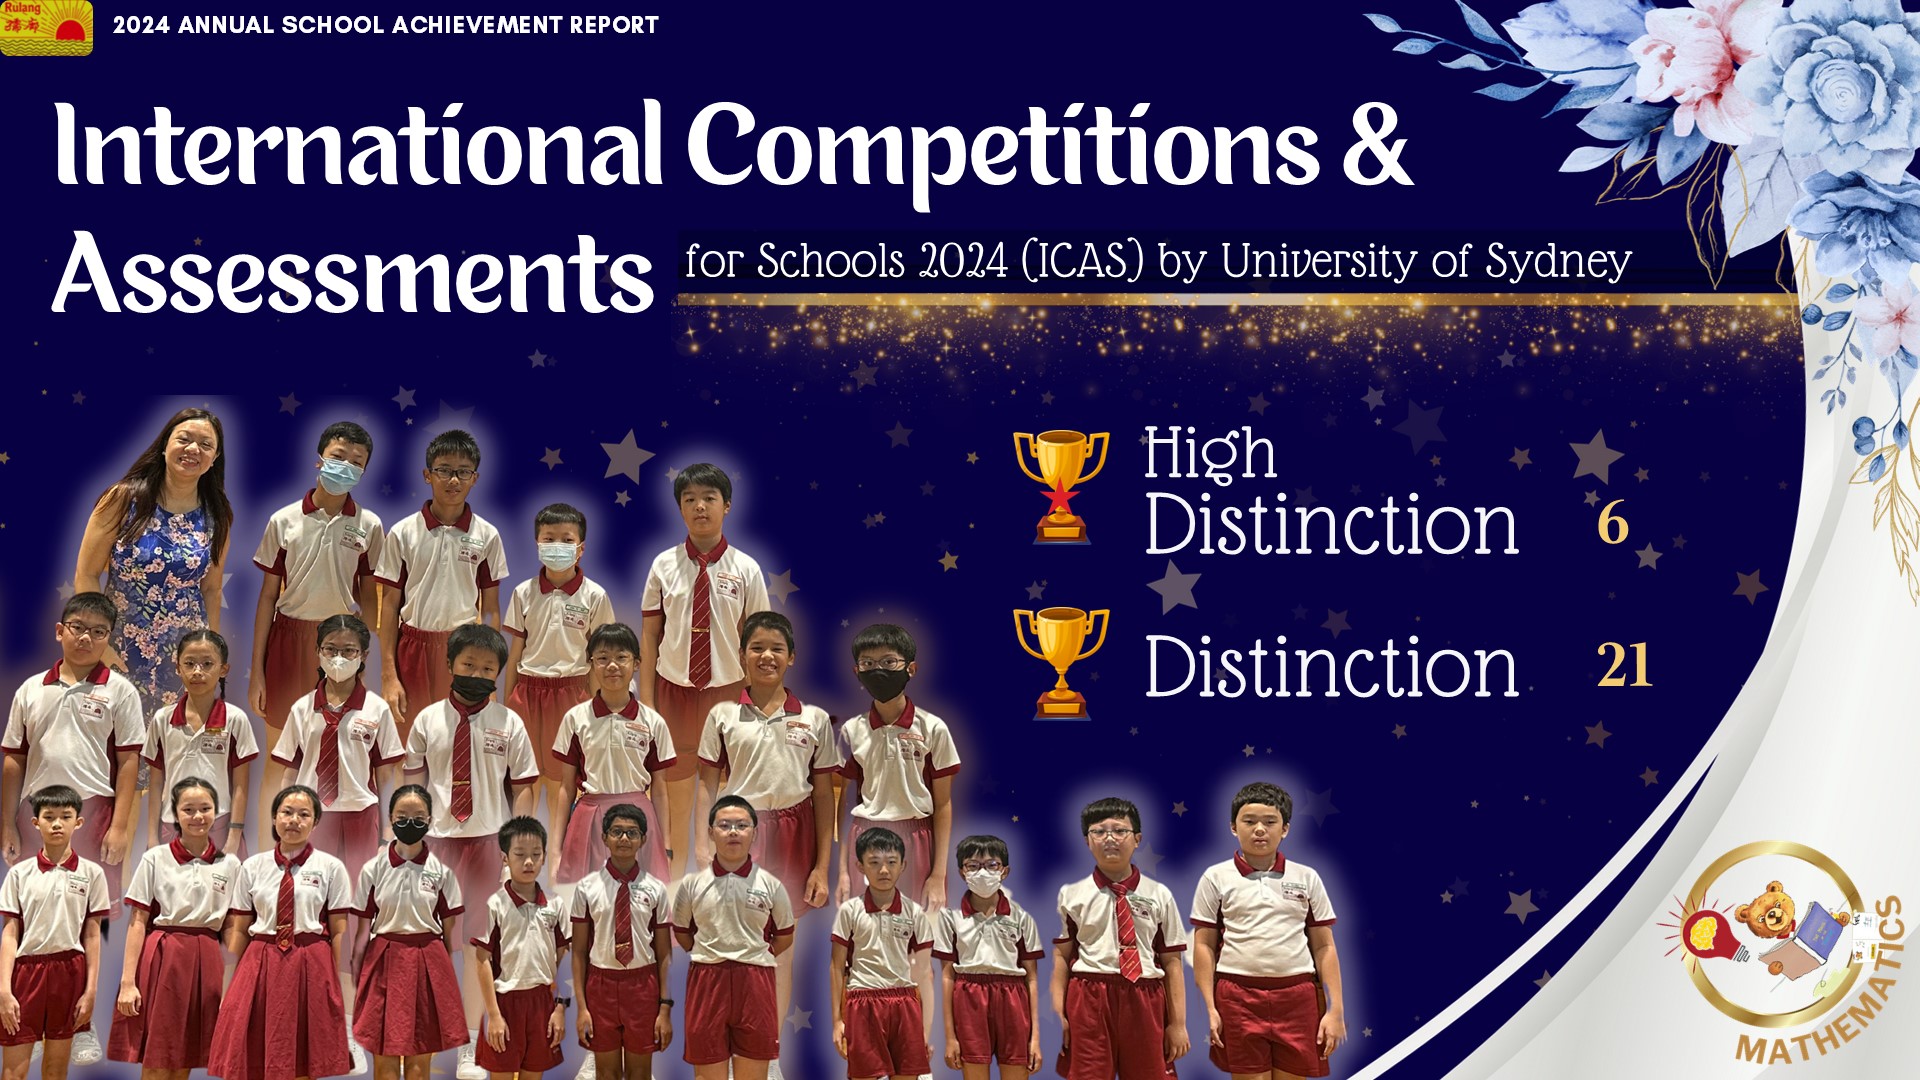 Rulang
2024 ANNUAL SCHOOL ACHIEVEMENT REPORT
International Competitions &
Assessments
for Schools 2024 (ICAS) by University of Sydney
High
Distinction 6
Distinction 21
MATHEMATICS